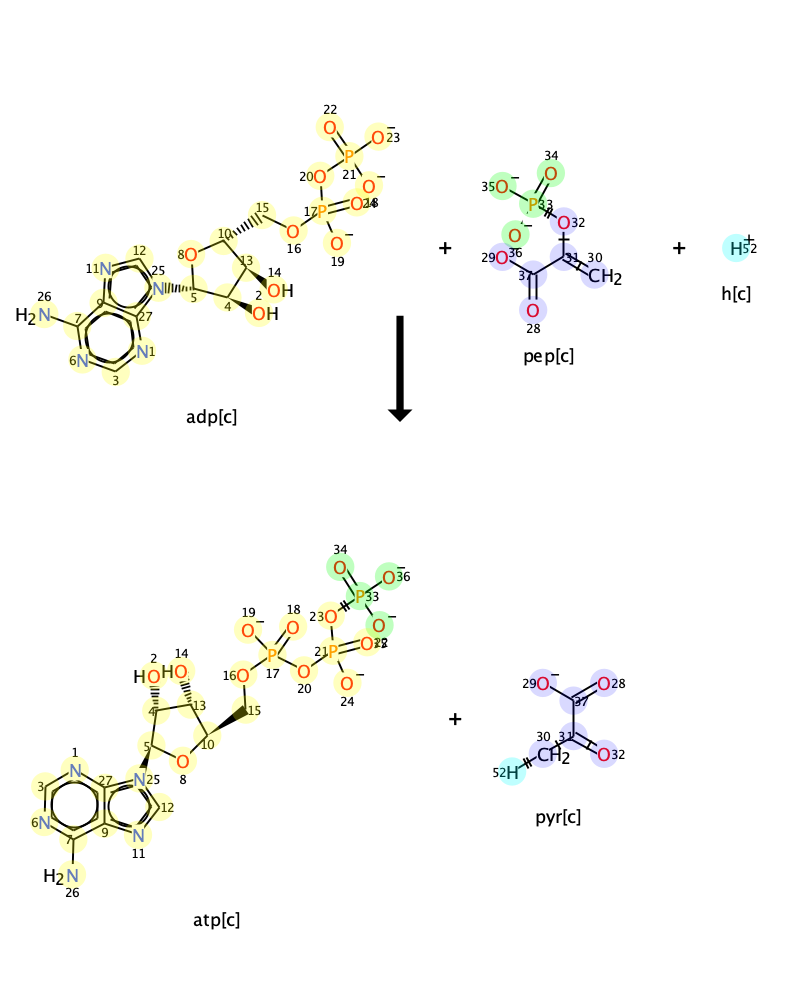 22
O
O − 23
P
20 O 21
O −
15 17 P O 24 18
10
O 16
O −
19
12
11 N 25
8 O
13
14
OH
N
5
4
2
OH
26
H2N
9
27
7
6 N
N 1
3
adp[c]
+
34
O
35 O −
P 33
O 32
O −
29 O 36
31 30
37 CH2
O
28
pep[c]
+
H + 52
h[c]
34
O
O − 36
P 33
23 O
O −
19
O −
18
O
21 P O 22
P
17
O
20
O −
24
2
HO
14
HO
16 O
4
13
15
5
10
O
8
1
N
27
N 25
3
12
6 N
9
N
11
7
H2N
26
atp[c]
+
29 O −
O 28
37
30 31
CH2
O 32
52 H
pyr[c]